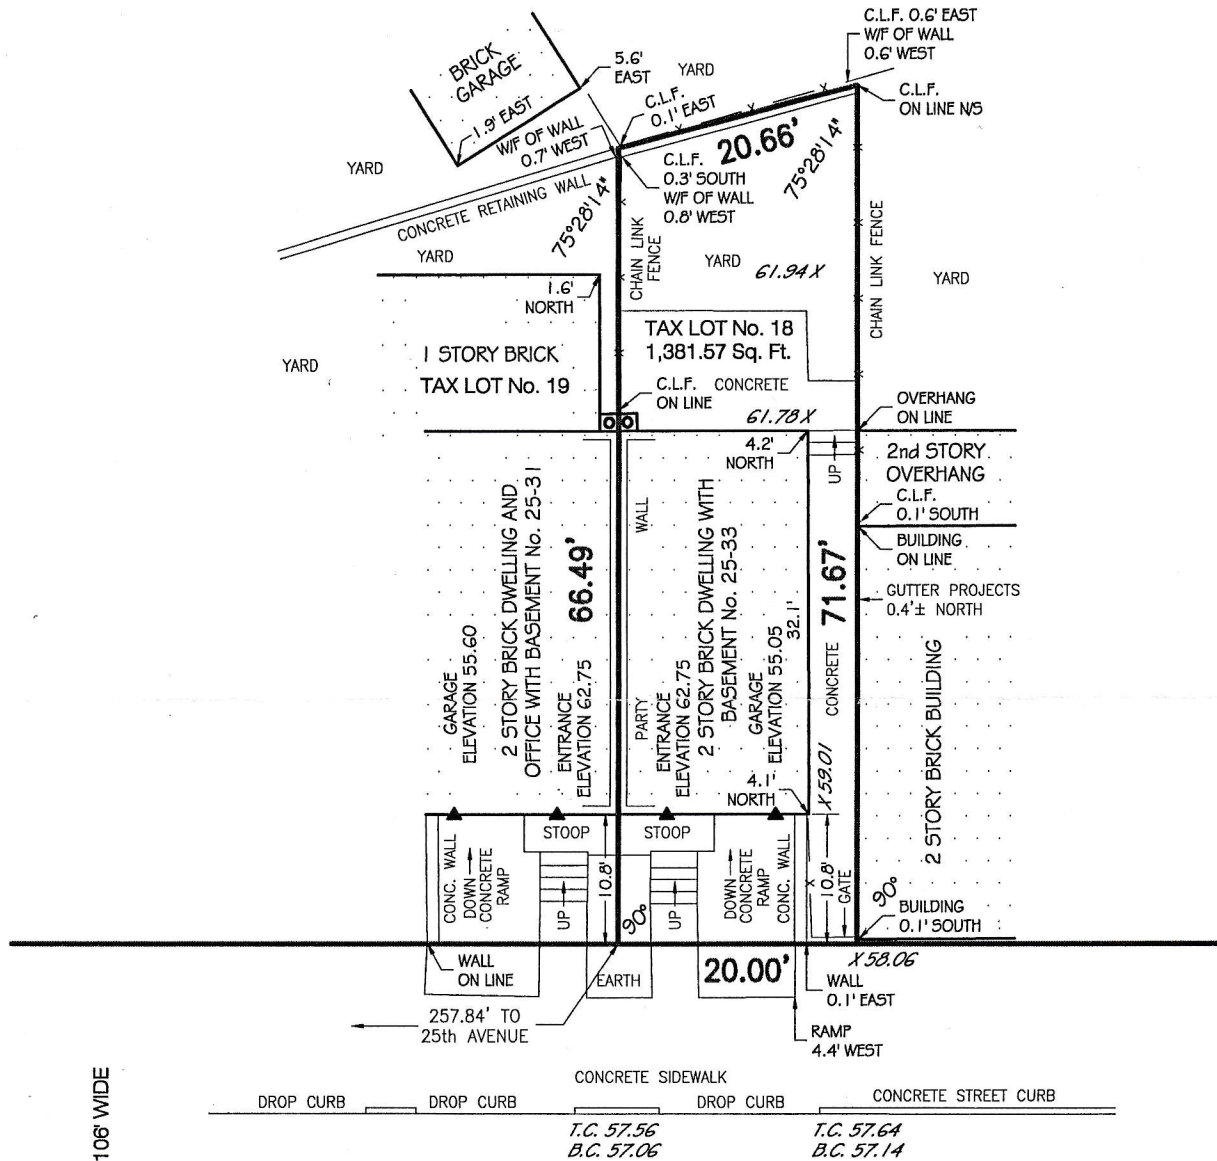 C.L.F. 0.6' EAST
W/F OF WALL
0.6' WEST
BRICK
GARAGE
5.6'
EAST
YARD
C.L.F.
0.1' EAST
C.L.F.
ON LINE N/S
1.9' EAST
W/F OF WALL
0.7' WEST
20.66'
75°28'14"
YARD
C.L.F.
0.3' SOUTH
W/F OF WALL
0.8' WEST
CONCRETE RETAINING WALL
75°28'14"
YARD
CHAIN LINK
FENCE
YARD
61.94 X
CHAIN LINK FENCE
YARD
1.6'
NORTH
TAX LOT No. 18
1,381.57 Sq. Ft.
1 STORY BRICK
TAX LOT No. 19
YARD
C.L.F.
ON LINE
CONCRETE
61.78 X
OVERHANG
ON LINE
4.2'
NORTH
UP
2nd STORY
OVERHANG
C.L.F.
0.1' SOUTH
BUILDING
ON LINE
GUTTER PROJECTS
0.4'± NORTH
2 STORY BRICK DWELLING AND
OFFICE WITH BASEMENT No. 25-31
66.49'
WALL
PARTY
2 STORY BRICK DWELLING WITH
BASEMENT No. 25-33
32.1'
71.67'
CONCRETE
GARAGE
ELEVATION 55.60
ENTRANCE
ELEVATION 62.75
ENTRANCE
ELEVATION 62.75
GARAGE
ELEVATION 55.05
4.1'
NORTH
X 59.01
2 STORY BRICK BUILDING
STOOP
STOOP
CONC. WALL
DOWN
CONCRETE
RAMP
UP
10.8'
90°
UP
DOWN
CONCRETE
RAMP
CONC. WALL
X
10.8'
GATE
90°
BUILDING
0.1' SOUTH
X 58.06
WALL
ON LINE
EARTH
20.00'
WALL
0.1' EAST
257.84' TO
25th AVENUE
RAMP
4.4' WEST
106' WIDE
CONCRETE SIDEWALK
DROP CURB
DROP CURB
DROP CURB
CONCRETE STREET CURB
T.C. 57.56
B.C. 57.06
T.C. 57.64
B.C. 57.14